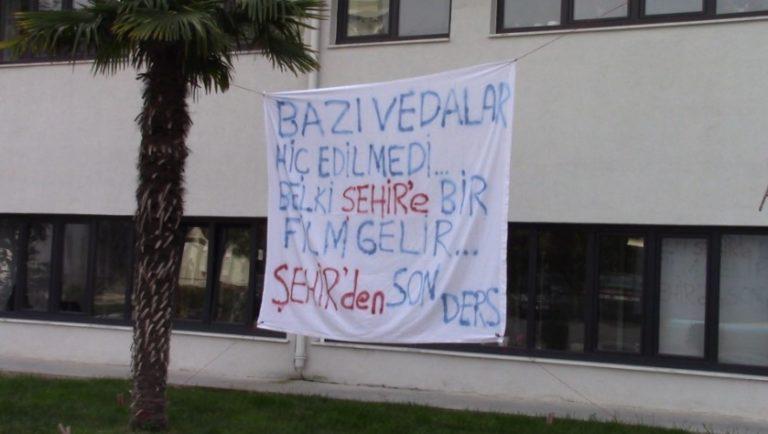 BAZI VEDALAR
HİÇ EDİLMEDİ...
BELKİ ŞEHİR'e BİR
FİLM GELİR...
ŞEHİR'den SON
DERS